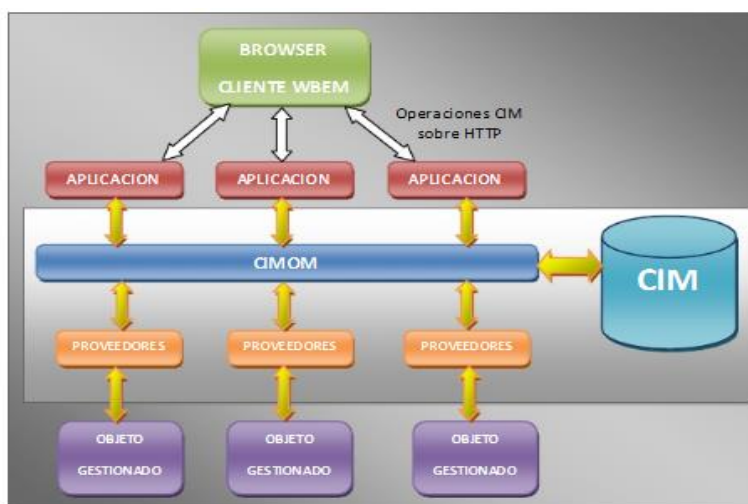 BROWSER
CLIENTE WBEM
Operaciones CIM
sobre HTTP
APLICACION
APLICACION
APLICACION
CIMOM
CIM
PROVEEDORES
PROVEEDORES
PROVEEDORES
OBJETO
GESTIONADO
OBJETO
GESTIONADO
OBJETO
GESTIONADO